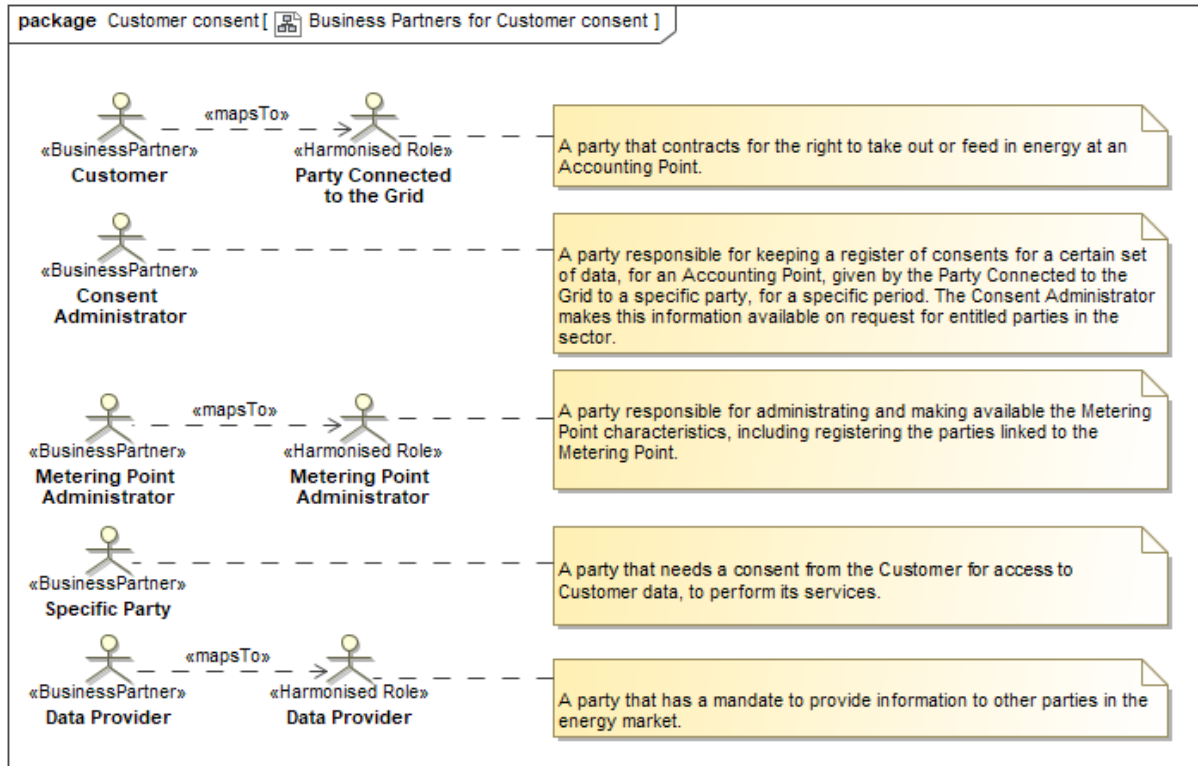 package Customer consent [ Business Partners for Customer consent ]
«mapsTo»
«BusinessPartner»
Customer
«Harmonised Role»
Party Connected
to the Grid
A party that contracts for the right to take out or feed in energy at an
Accounting Point.
«BusinessPartner»
Consent
Administrator
A party responsible for keeping a register of consents for a certain set
of data, for an Accounting Point, given by the Party Connected to the
Grid to a specific party, for a specific period. The Consent Administrator
makes this information available on request for entitled parties in the
sector.
«mapsTo»
«BusinessPartner»
Metering Point
Administrator
«Harmonised Role»
Metering Point
Administrator
A party responsible for administrating and making available the Metering
Point characteristics, including registering the parties linked to the
Metering Point.
«BusinessPartner»
Specific Party
A party that needs a consent from the Customer for access to
Customer data, to perform its services.
«mapsTo»
«BusinessPartner»
Data Provider
«Harmonised Role»
Data Provider
A party that has a mandate to provide information to other parties in the
energy market.